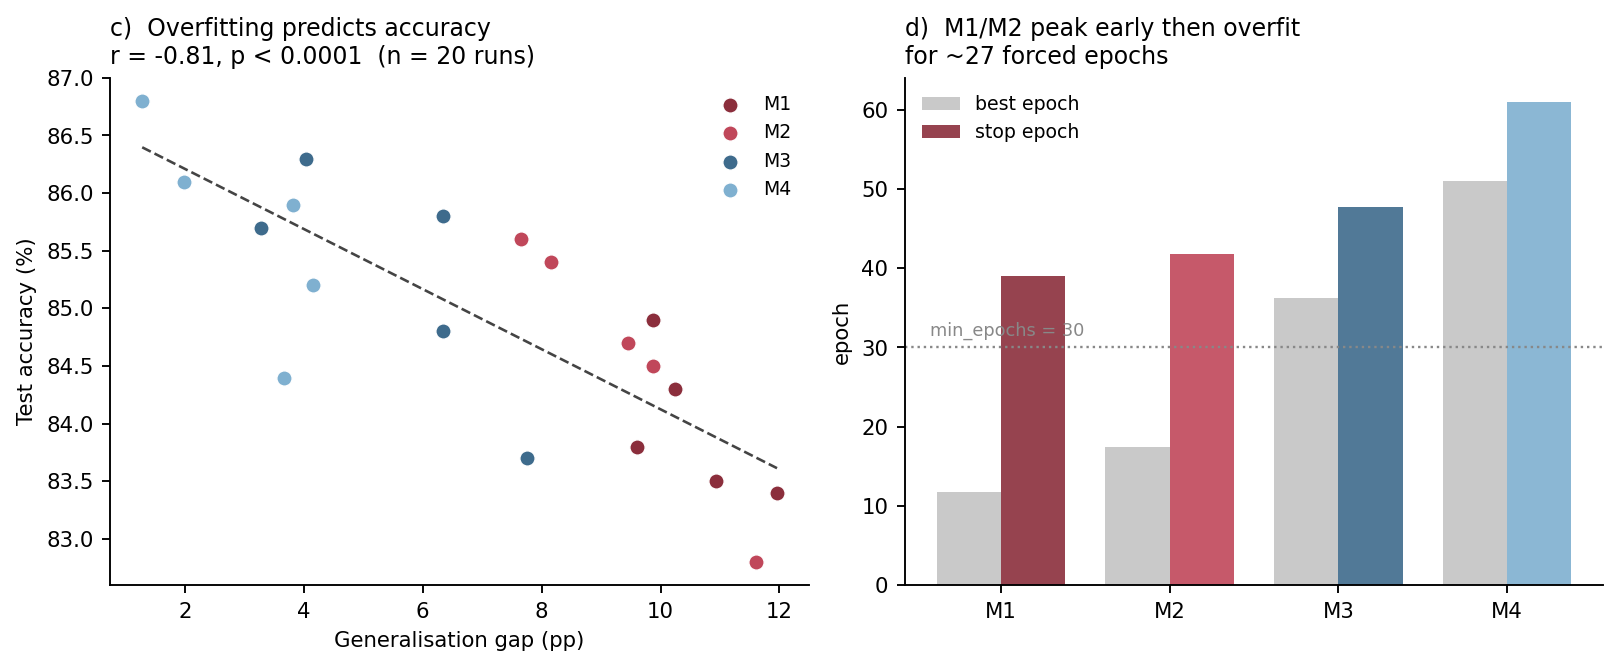 c)  Overfitting predicts accuracy
r = -0.81, p < 0.0001  (n = 20 runs)
87.0
86.5
86.0
85.5
85.0
84.5
84.0
83.5
83.0
Test accuracy (%)
M1
M2
M3
M4
2
4
6
8
10
12
Generalisation gap (pp)
d)  M1/M2 peak early then overfit
for ~27 forced epochs
best epoch
stop epoch
60
50
40
30
20
10
0
epoch
min_epochs = 30
M1
M2
M3
M4